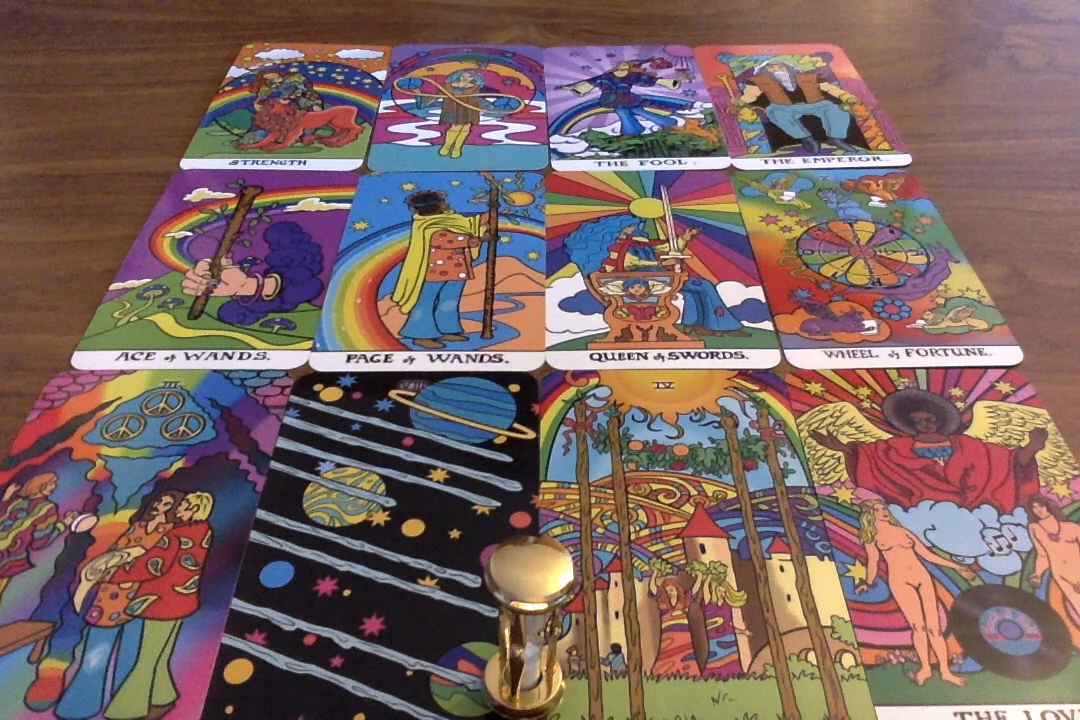 STRENGTH
THE FOOL.
THE EMPEROR.
ACE of WANDS.
PAGE of WANDS.
QUEEN of SWORDS.
WHEEL of FORTUNE.
III
IV
THE LOV